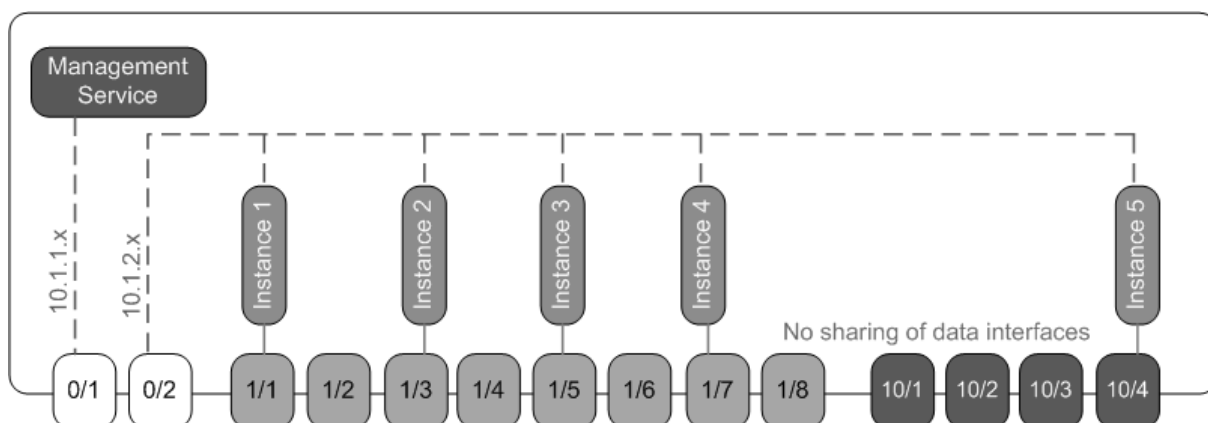 Management
Service
10.1.1.x
10.1.2.x
Instance 1
Instance 2
Instance 3
Instance 4
Instance 5
No sharing of data interfaces
0/1
0/2
1/1
1/2
1/3
1/4
1/5
1/6
1/7
1/8
10/1
10/2
10/3
10/4